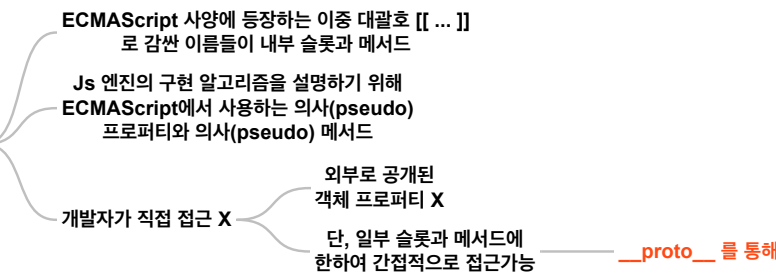 ECMAScript 사양에 등장하는 이중 대괄호 [[ ... ]]
로 감싼 이름들이 내부 슬롯과 메서드
Js 엔진의 구현 알고리즘을 설명하기 위해
ECMAScript에서 사용하는 의사(pseudo)
프로퍼티와 의사(pseudo) 메서드
개발자가 직접 접근 X
외부로 공개된
객체 프로퍼티 X
단, 일부 슬롯과 메서드에
한하여 간접적으로 접근가능
__proto__ 를 통해